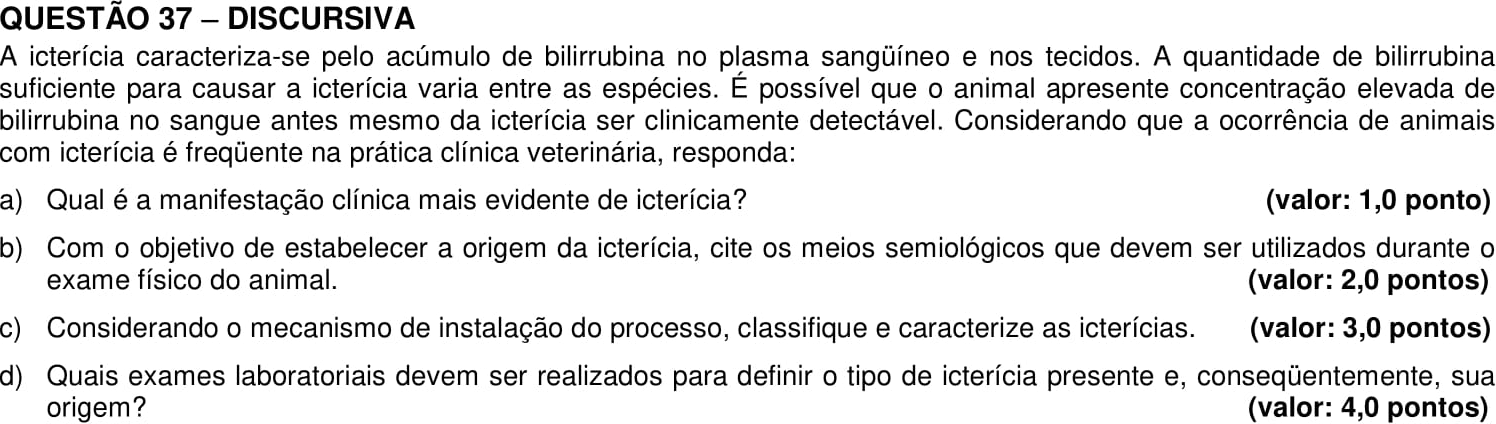 QUESTÃO 37 – DISCURSIVA
A icterícia caracteriza-se pelo acúmulo de bilirrubina no plasma sangüíneo e nos tecidos. A quantidade de bilirrubina
suficiente para causar a icterícia varia entre as espécies. É possível que o animal apresente concentração elevada de
bilirrubina no sangue antes mesmo da icterícia ser clinicamente detectável. Considerando que a ocorrência de animais
com icterícia é freqüente na prática clínica veterinária, responda:
a) Qual é a manifestação clínica mais evidente de icterícia? (valor: 1,0 ponto)
b) Com o objetivo de estabelecer a origem da icterícia, cite os meios semiológicos que devem ser utilizados durante o
exame físico do animal. (valor: 2,0 pontos)
c) Considerando o mecanismo de instalação do processo, classifique e caracterize as icterícias. (valor: 3,0 pontos)
d) Quais exames laboratoriais devem ser realizados para definir o tipo de icterícia presente e, conseqüentemente, sua
origem? (valor: 4,0 pontos)